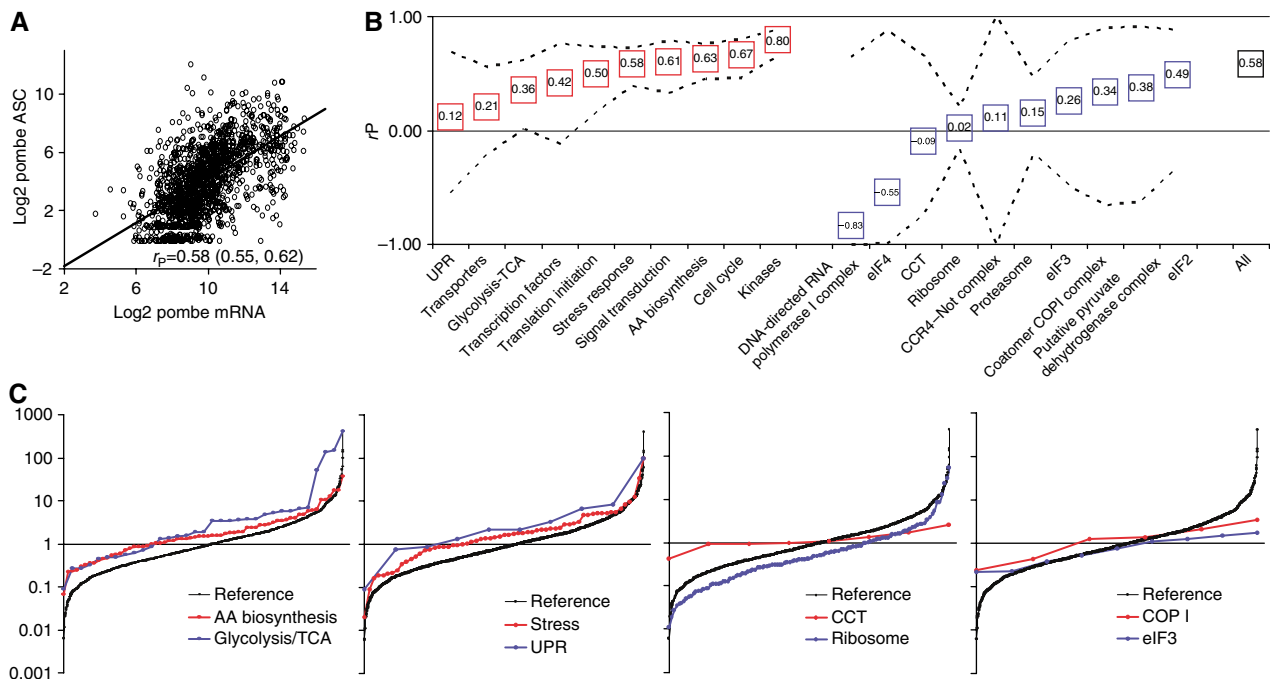 A
Log2 pombe ASC
10
6
2
−2
rP=0.58 (0.55, 0.62)
2
6
10
14
Log2 pombe mRNA
B
rP
1.00
0.00
−1.00
0.12
0.21
0.36
0.42
0.50
0.58
0.61
0.63
0.67
0.80
−0.83
−0.55
−0.09
0.02
0.11
0.15
0.26
0.34
0.38
0.49
0.58
UPR
Transporters
Glycolysis-TCA
Transcription factors
Translation initiation
Stress response
Signal transduction
AA biosynthesis
Cell cycle
Kinases
DNA-directed RNA
polymerase I complex
eIF4
CCT
Ribosome
CCR4–Not complex
Proteasome
eIF3
Coatomer COPI complex
Putative pyruvate
dehydrogenase complex
eIF2
All
C
1000
100
10
1
0.1
0.01
0.001
Reference
AA biosynthesis
Glycolysis/TCA
Reference
Stress
UPR
Reference
CCT
Ribosome
Reference
COP I
eIF3